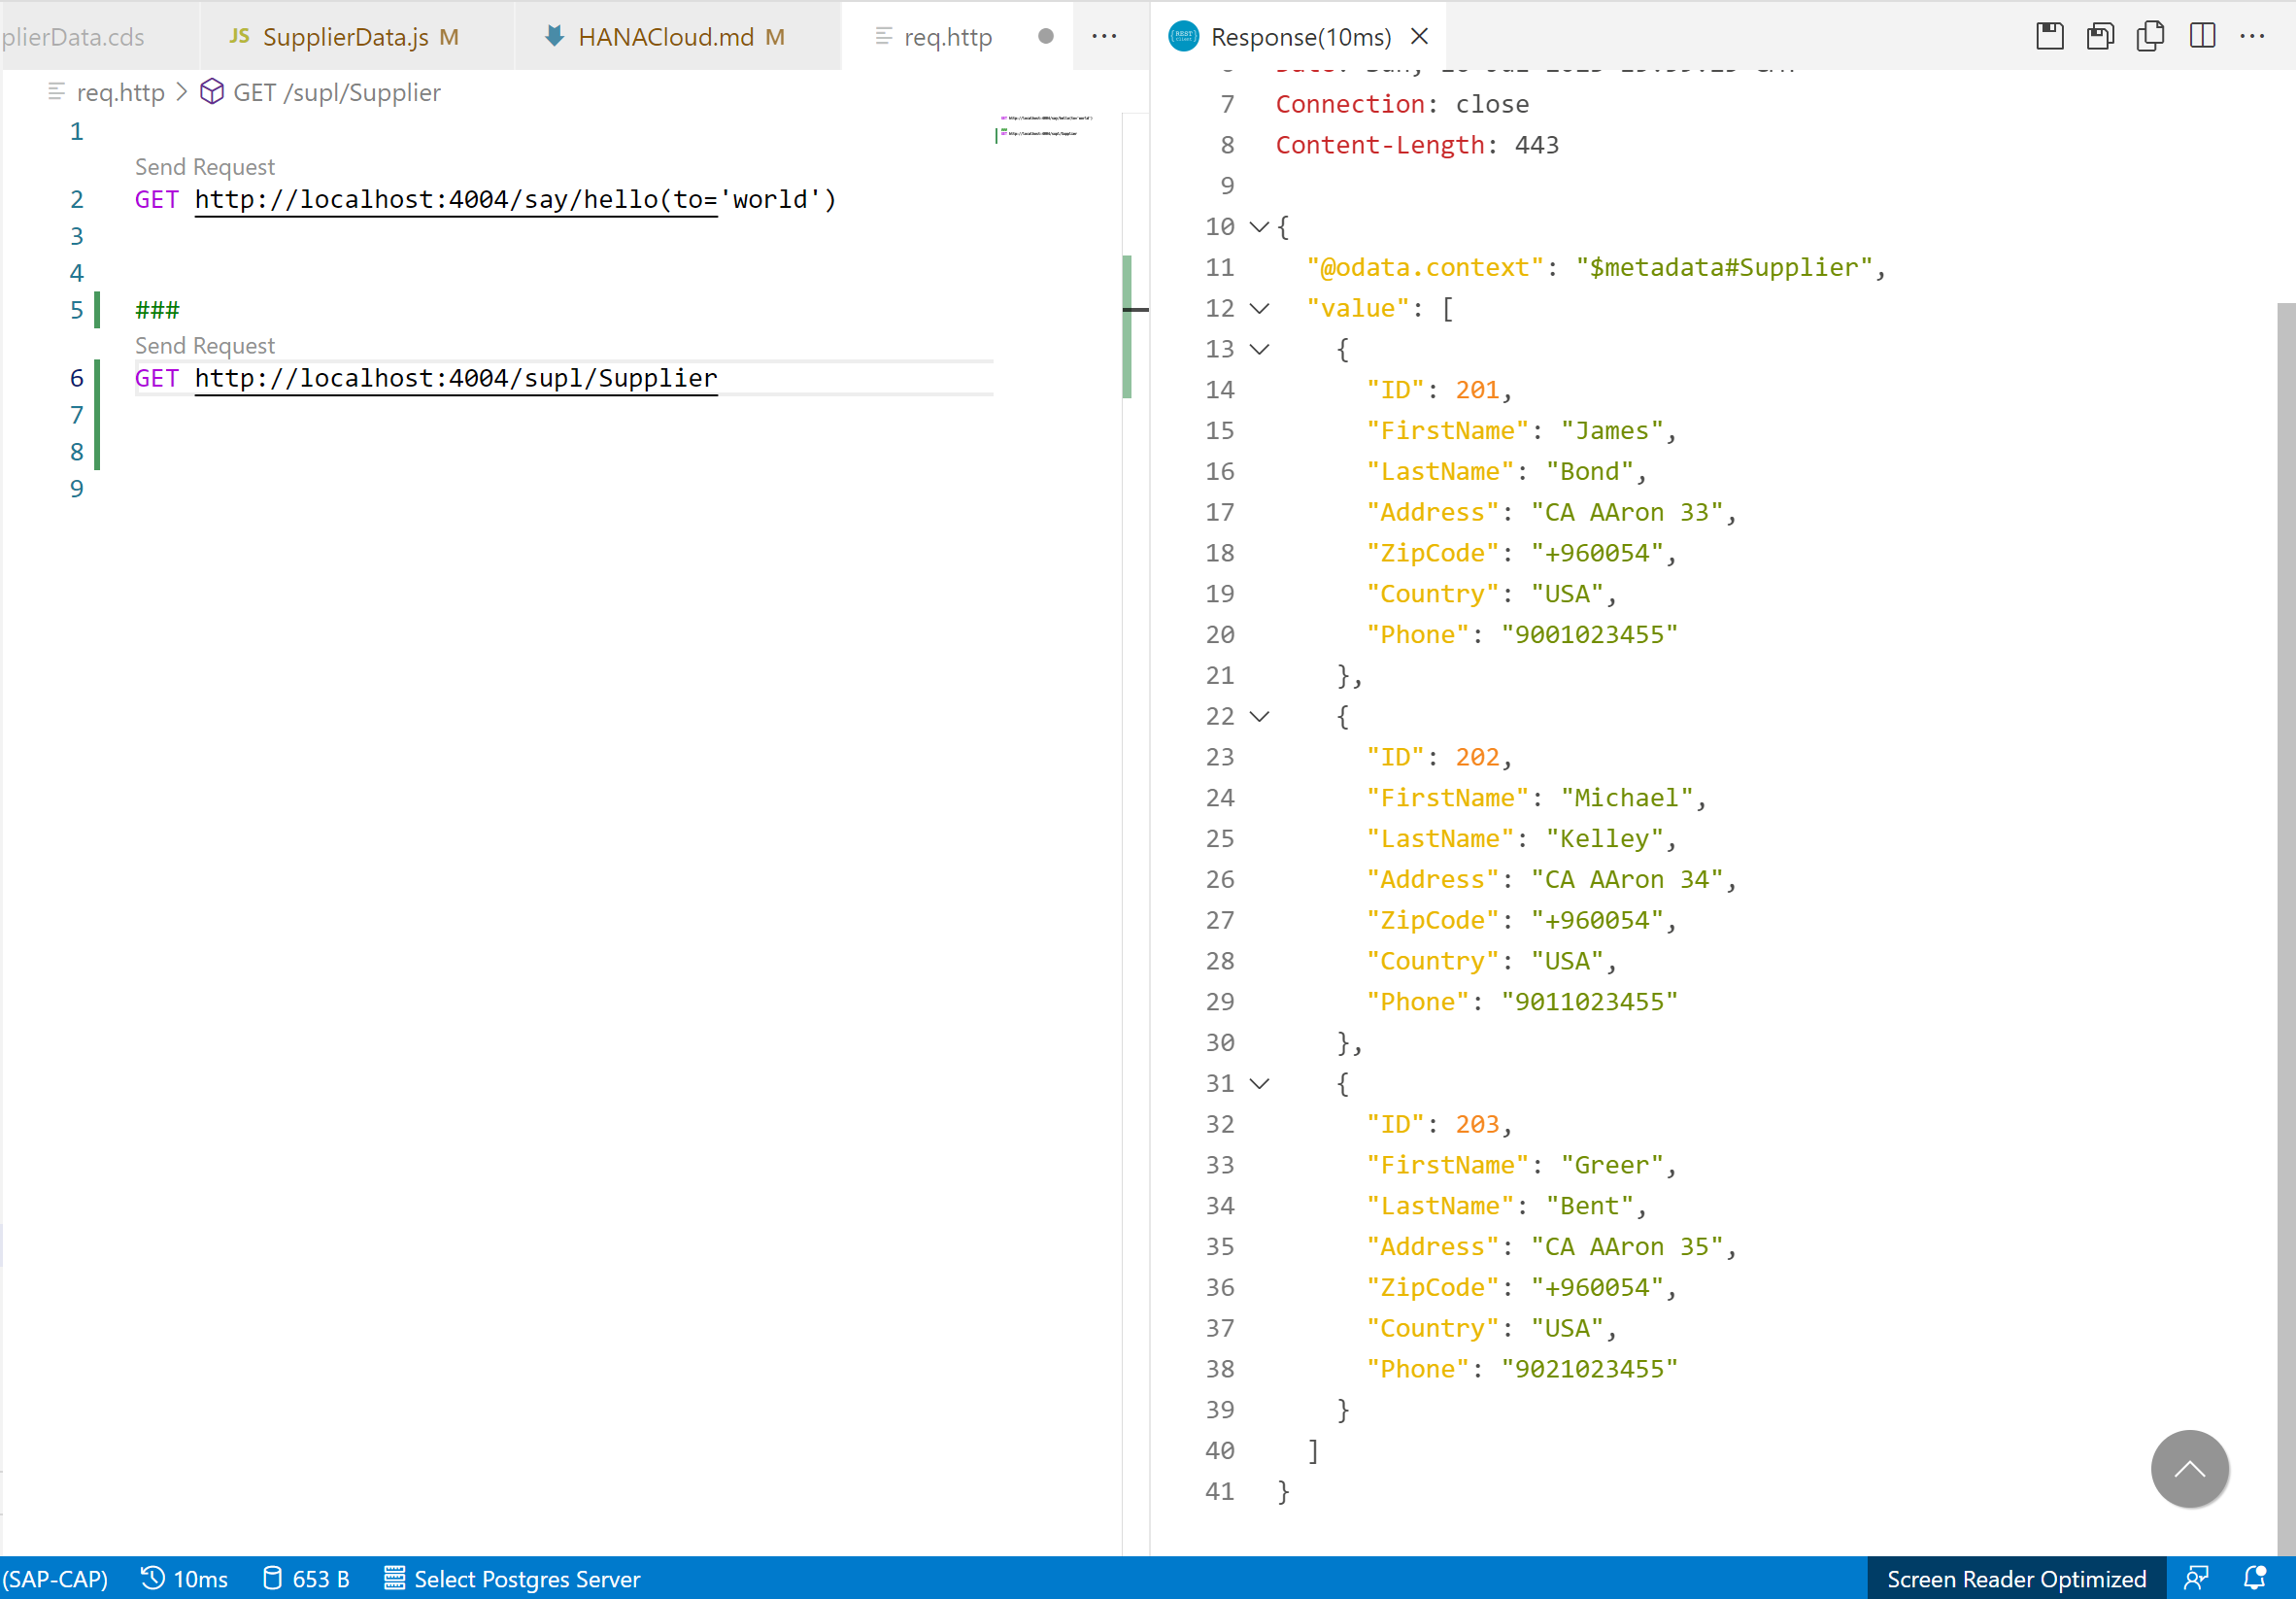 plierData.cds
JS SupplierData.js M
HANACloud.md M
req.http
...
req.http > GET /supl/Supplier
1
Send Request
2 GET http://localhost:4004/say/hello(to='world')
3
4
5 ###
Send Request
6 GET http://localhost:4004/supl/Supplier
7
8
9
Response(10ms)
...
7 Connection: close
8 Content-Length: 443
9
10 {
11 "@odata.context": "$metadata#Supplier",
12 "value": [
13 {
14 "ID": 201,
15 "FirstName": "James",
16 "LastName": "Bond",
17 "Address": "CA AAron 33",
18 "ZipCode": "+960054",
19 "Country": "USA",
20 "Phone": "9001023455"
21 },
22 {
23 "ID": 202,
24 "FirstName": "Michael",
25 "LastName": "Kelley",
26 "Address": "CA AAron 34",
27 "ZipCode": "+960054",
28 "Country": "USA",
29 "Phone": "9011023455"
30 },
31 {
32 "ID": 203,
33 "FirstName": "Greer",
34 "LastName": "Bent",
35 "Address": "CA AAron 35",
36 "ZipCode": "+960054",
37 "Country": "USA",
38 "Phone": "9021023455"
39 }
40 ]
41 }
(SAP-CAP) 10ms 653 B Select Postgres Server
Screen Reader Optimized